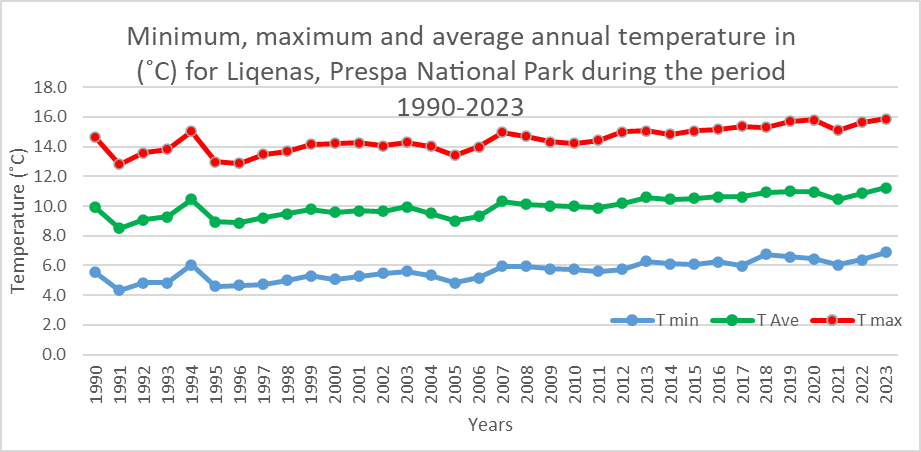 Minimum, maximum and average annual temperature in
(˚C) for Liqenas, Prespa National Park during the period
1990-2023
18.0
16.0
14.0
12.0
10.0
8.0
6.0
4.0
2.0
0.0
Temperature (˚C)
T min T Ave T max
1990 1991 1992 1993 1994 1995 1996 1997 1998 1999 2000 2001 2002 2003 2004 2005 2006 2007 2008 2009 2010 2011 2012 2013 2014 2015 2016 2017 2018 2019 2020 2021 2022 2023
Years